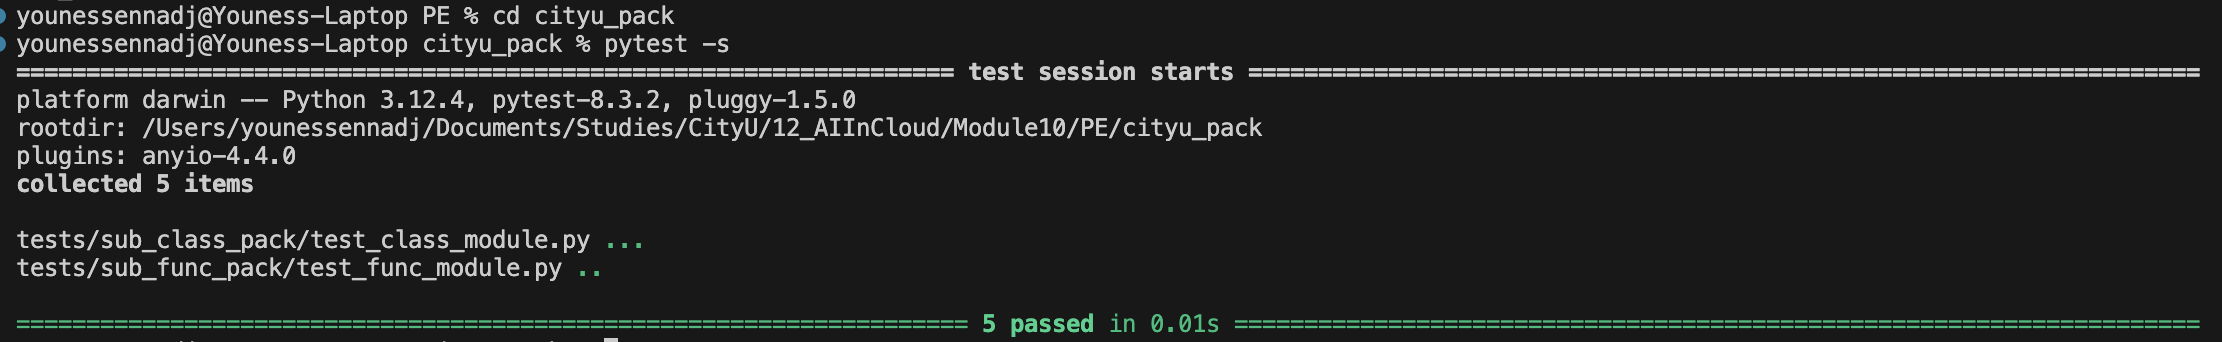 younessennadj@Youness-Laptop PE % cd cityu_pack
younessennadj@Youness-Laptop cityu_pack % pytest -s
=================================================================== test session starts ====================================================================
platform darwin -- Python 3.12.4, pytest-8.3.2, pluggy-1.5.0
rootdir: /Users/younessennadj/Documents/Studies/CityU/12_AIInCloud/Module10/PE/cityu_pack
plugins: anyio-4.4.0
collected 5 items
tests/sub_class_pack/test_class_module.py ...
tests/sub_func_pack/test_func_module.py ..
==================================================================== 5 passed in 0.01s =====================================================================